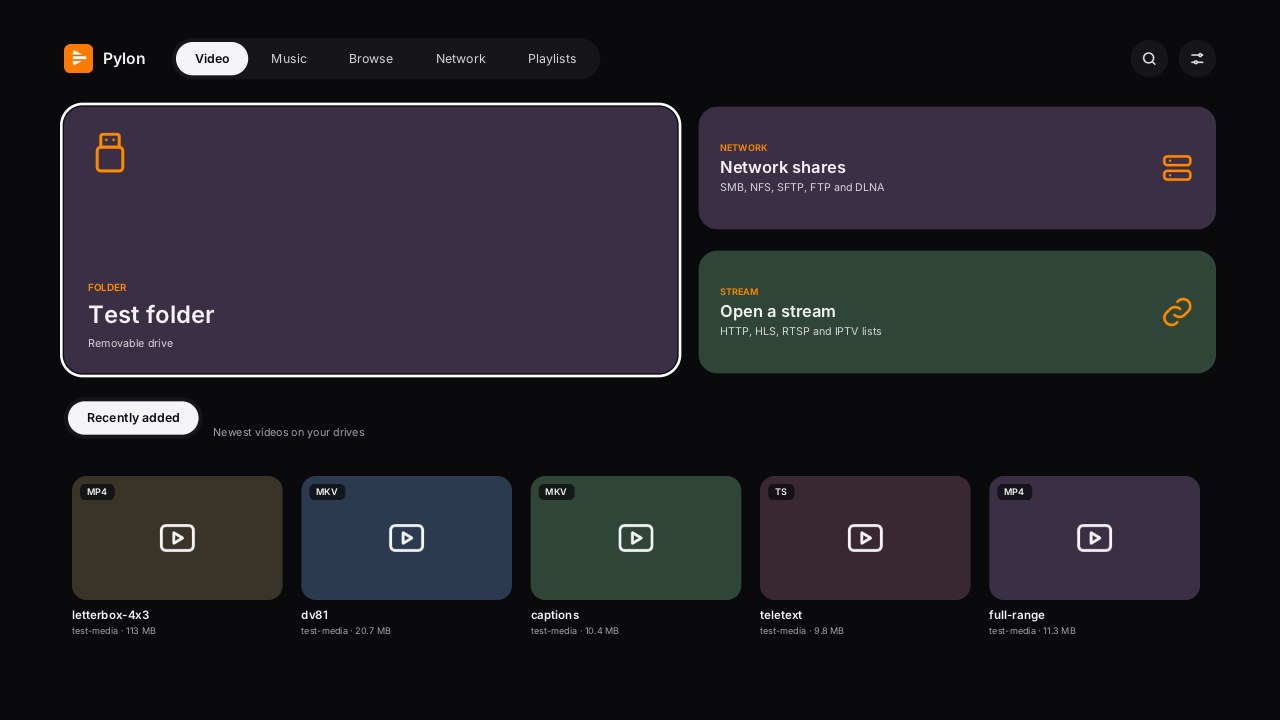 Pylon
Video
Music
Browse
Network
Playlists
FOLDER
Test folder
Removable drive
NETWORK
Network shares
SMB, NFS, SFTP, FTP and DLNA
STREAM
Open a stream
HTTP, HLS, RTSP and IPTV lists
Recently added
Newest videos on your drives
MP4
letterbox-4x3
test-media · 113 MB
MKV
dv81
test-media · 20.7 MB
MKV
captions
test-media · 10.4 MB
TS
teletext
test-media · 9.8 MB
MP4
full-range
test-media · 11.3 MB